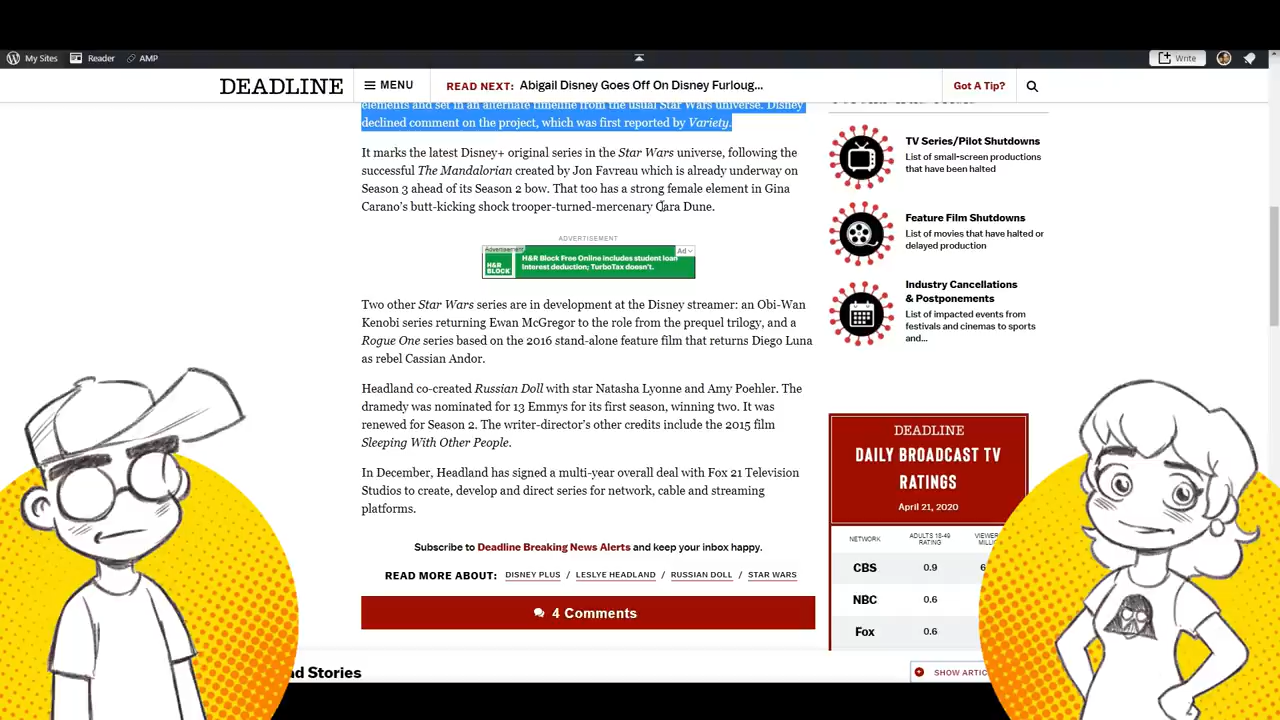 My Sites Reader AMP Write
DEADLINE MENU READ NEXT: Abigail Disney Goes Off On Disney Furloug... Got A Tip?
elements and set in an alternate timeline from the usual Star Wars universe. Disney
declined comment on the project, which was first reported by Variety.
It marks the latest Disney+ original series in the Star Wars universe, following the
successful The Mandalorian created by Jon Favreau which is already underway on
Season 3 ahead of its Season 2 bow. That too has a strong female element in Gina
Carano's butt-kicking shock trooper-turned-mercenary Cara Dune.
ADVERTISEMENT
Advertisement
Ad
H&R BLOCK
H&R Block Free Online includes student loan
interest deduction; TurboTax doesn't.
Two other Star Wars series are in development at the Disney streamer: an Obi-Wan
Kenobi series returning Ewan McGregor to the role from the prequel trilogy, and a
Rogue One series based on the 2016 stand-alone feature film that returns Diego Luna
as rebel Cassian Andor.
Headland co-created Russian Doll with star Natasha Lyonne and Amy Poehler. The
dramedy was nominated for 13 Emmys for its first season, winning two. It was
renewed for Season 2. The writer-director's other credits include the 2015 film
Sleeping With Other People.
In December, Headland has signed a multi-year overall deal with Fox 21 Television
Studios to create, develop and direct series for network, cable and streaming
platforms.
Subscribe to Deadline Breaking News Alerts and keep your inbox happy.
READ MORE ABOUT: DISNEY PLUS / LESLYE HEADLAND / RUSSIAN DOLL / STAR WARS
4 Comments
Stories
SHOW ARTIC
TV Series/Pilot Shutdowns
List of small-screen productions
that have been halted
Feature Film Shutdowns
List of movies that have halted or
delayed production
Industry Cancellations
& Postponements
List of impacted events from
festivals and cinemas to sports
and...
DEADLINE
DAILY BROADCAST TV
RATINGS
April 21, 2020
NETWORK ADULTS 18-49 RATING
CBS 0.9 6
NBC 0.6
Fox 0.6